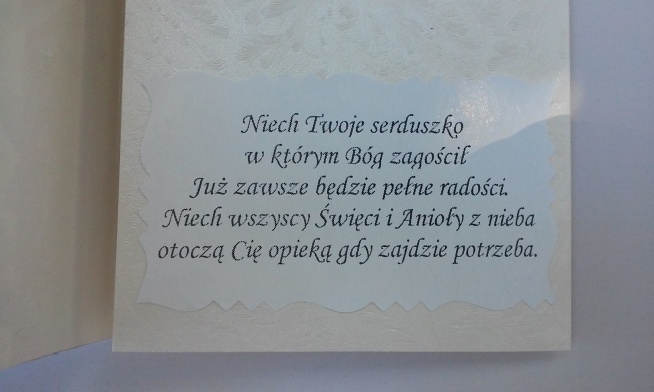 Niech Twoje serduszko
w którym Bóg zagościł
Już zawsze będzie pełne radości.
Niech wszyscy Święci i Anioły z nieba
otoczą Cię opieką gdy zajdzie potrzeba.